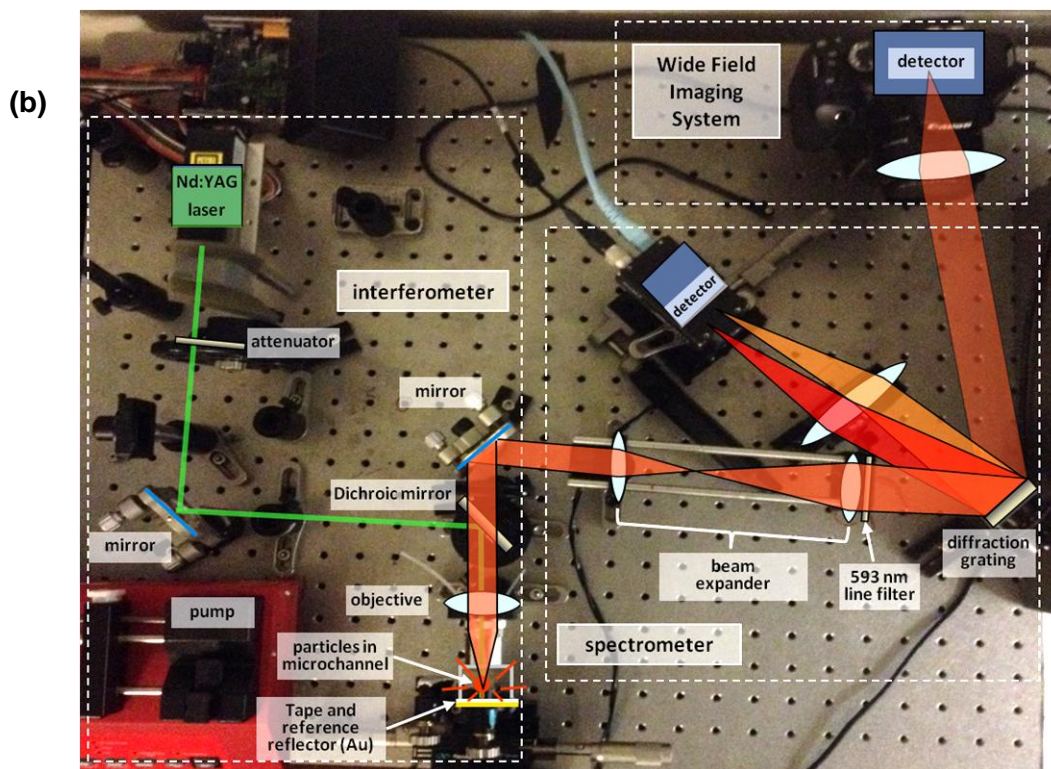 (b)
Wide Field
Imaging
System
detector
Nd:YAG
laser
interferometer
detector
attenuator
mirror
Dichroic mirror
mirror
beam
expander
593 nm
line filter
diffraction
grating
objective
pump
particles in
microchannel
spectrometer
Tape and
reference
reflector (Au)